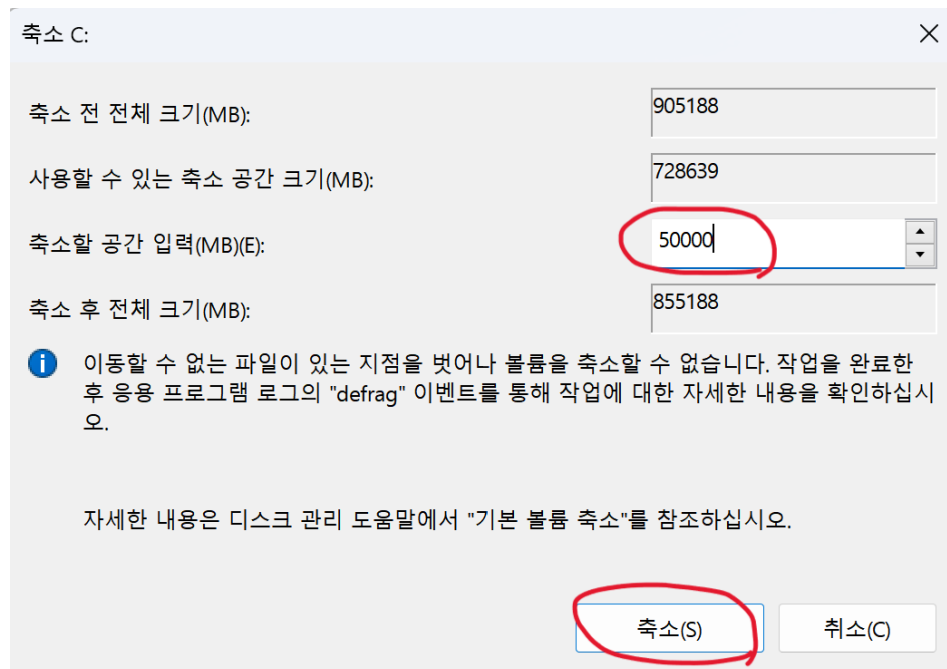 축소 C:
축소 전 전체 크기(MB):
905188
사용할 수 있는 축소 공간 크기(MB):
728639
축소할 공간 입력(MB)(E):
50000
축소 후 전체 크기(MB):
855188
이동할 수 없는 파일이 있는 지점을 벗어나 볼륨을 축소할 수 없습니다. 작업을 완료한
후 응용 프로그램 로그의 "defrag" 이벤트를 통해 작업에 대한 자세한 내용을 확인하십시
오.
자세한 내용은 디스크 관리 도움말에서 "기본 볼륨 축소"를 참조하십시오.
축소(S)
취소(C)